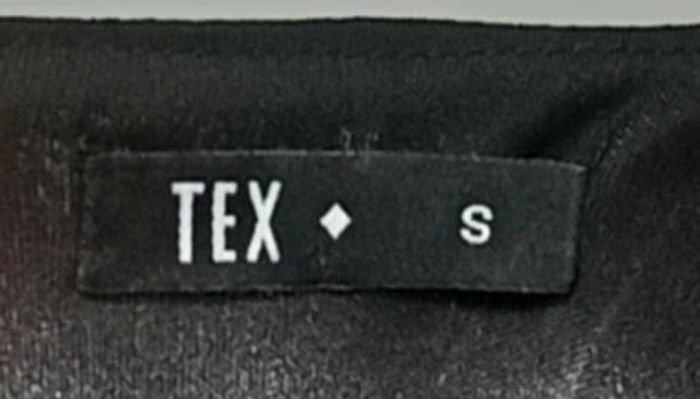 TEX ♦ S